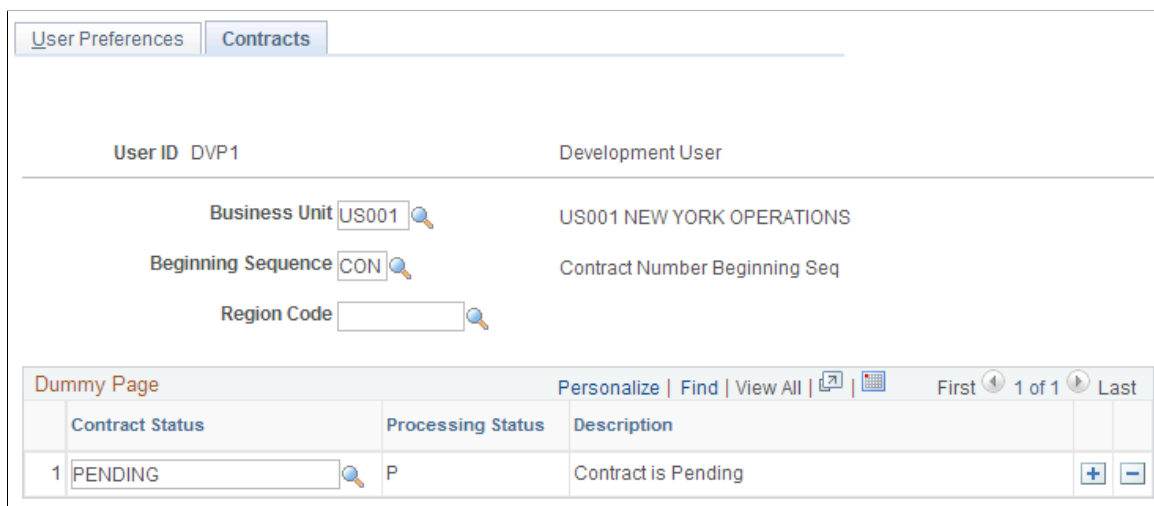 User Preferences Contracts
User ID DVP1 Development User
Business Unit US001 US001 NEW YORK OPERATIONS
Beginning Sequence CON Contract Number Beginning Seq
Region Code
Dummy Page Personalize | Find | View All | | First 1 of 1 Last
Contract Status Processing Status Description
1 PENDING P Contract is Pending